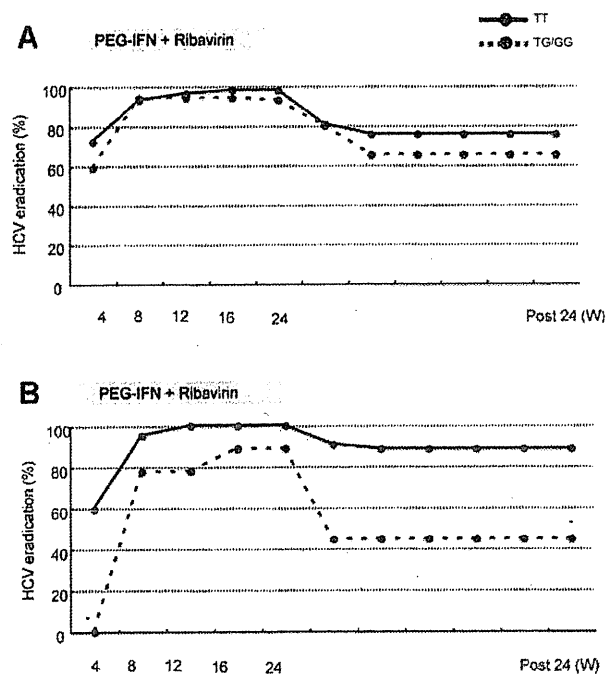 A
PEG-IFN + Ribavirin
TT
TG/GG
HCV eradication (%)
100
80
60
40
20
0
4 8 12 16 24 Post 24 (W)
B
PEG-IFN + Ribavirin
HCV eradication (%)
100
80
60
40
20
0
4 8 12 16 24 Post 24 (W)